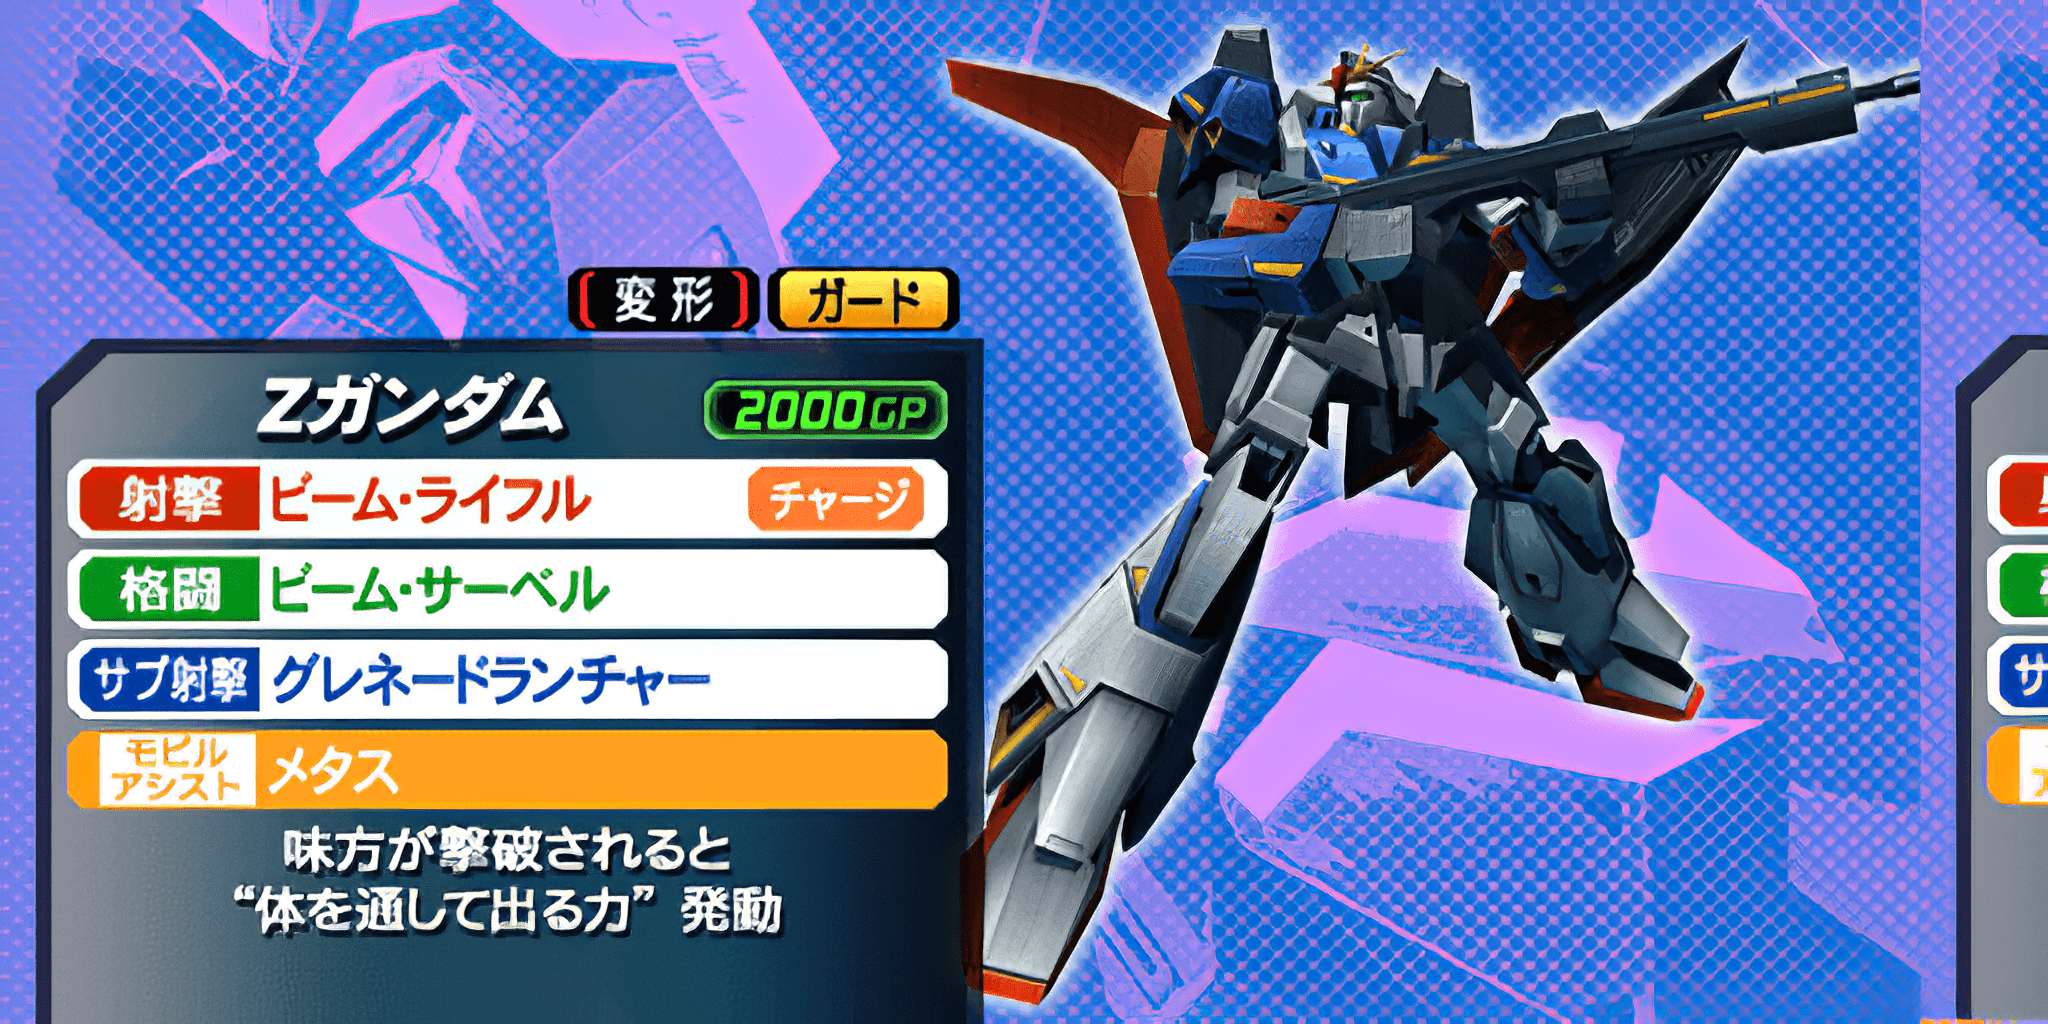 変形 ガード
Zガンダム 2000GP
射撃 ビーム・ライフル チャージ
格闘 ビーム・サーベル
サブ射撃 グレネードランチャー
モビル
アシスト メタス
味方が撃破されると
“体を通して出る力” 発動
サ